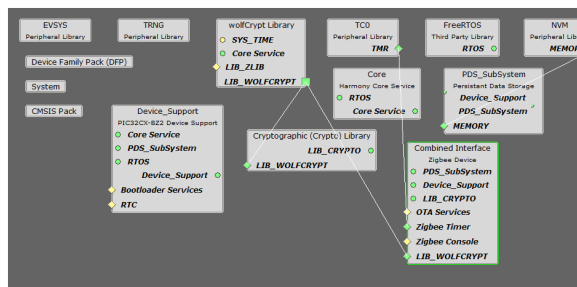 EVSYS
Peripheral Library
TRNG
Peripheral Library
wolfCrypt Library
SYS_TIME
Core Service
LIB_ZLIB
LIB_WOLFCRYPT
TC0
Peripheral Library
TMR
FreeRTOS
Third Party Library
RTOS
NVM
Peripheral Library
MEMOR
Device Family Pack (DFP)
System
CMSIS Pack
Core
Harmony Core Service
RTOS
Core Service
PDS_SubSystem
Persistant Data Storage
Device_Support
PDS_SubSystem
MEMORY
Device_Support
PIC32CX-BZ2 Device Support
Core Service
PDS_SubSystem
RTOS
Device_Support
Bootloader Services
RTC
Cryptographic (Crypto) Library
LIB_CRYPTO
LIB_WOLFCRYPT
Combined Interface
Zigbee Device
PDS_SubSystem
Device_Support
LIB_CRYPTO
OTA Services
Zigbee Timer
Zigbee Console
LIB_WOLFCRYPT